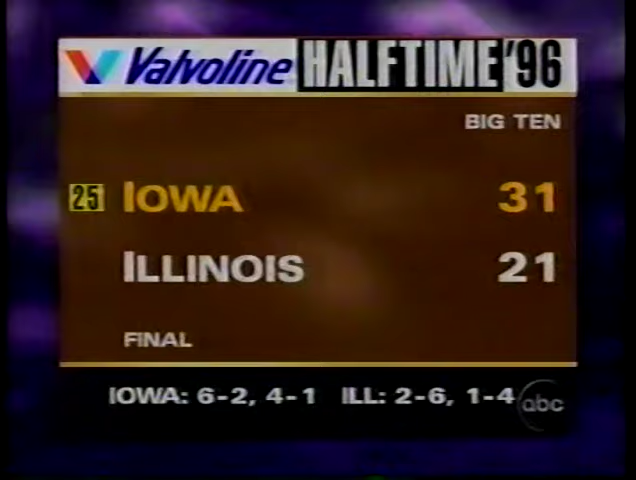 Valvoline HALFTIME '96
BIG TEN
25 IOWA 31
ILLINOIS 21
FINAL
IOWA: 6-2, 4-1 ILL: 2-6, 1-4
abc